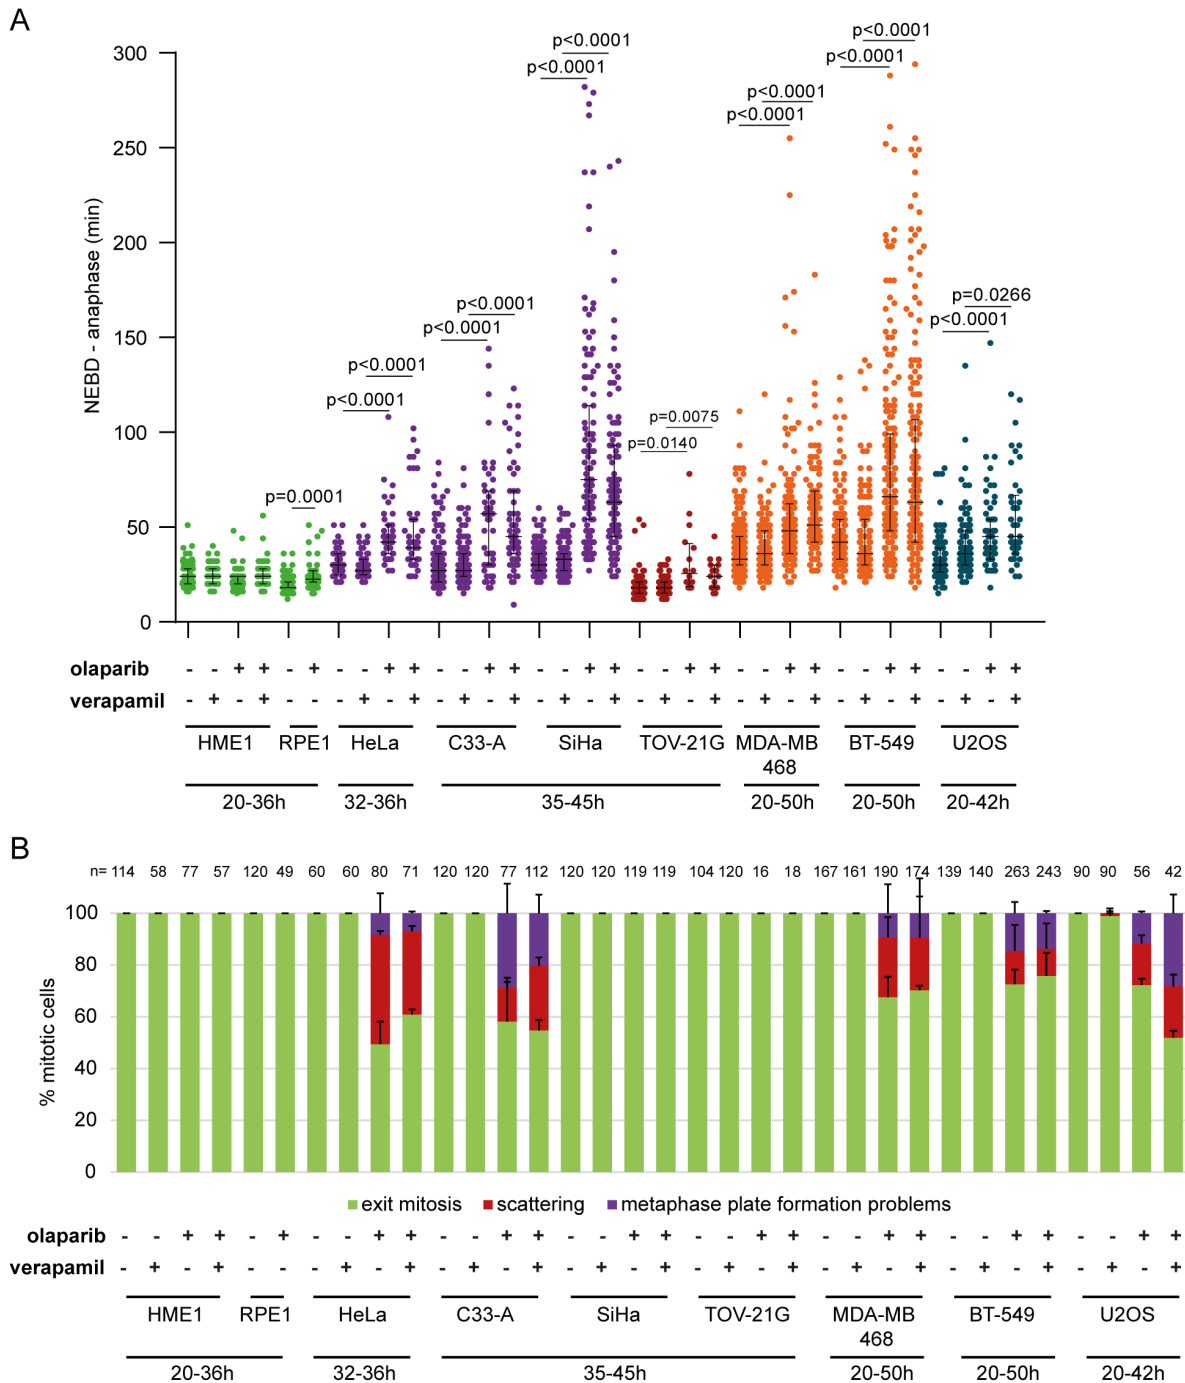 A
p<0.0001
p<0.0001
p<0.0001
p<0.0001
p<0.0001
p<0.0001
p<0.0001
p<0.0001
p<0.0001
p<0.0001
p<0.0001
p<0.0001
p=0.0266
p<0.0001
p=0.0075
p=0.0140
p=0.0001
NEBD - anaphase (min)
300
250
200
150
100
50
0
olaparib - - + + - + - - + + - - + + - - + + - - + + - - + + - - + + - - + +
verapamil - + - + - - - + - + - + - + - + - + - + - + - + - + - + - + - + - +
HME1 RPE1 HeLa C33-A SiHa TOV-21G MDA-MB 468 BT-549 U2OS
20-36h 32-36h 35-45h 20-50h 20-50h 20-42h
B
n= 114 58 77 57 120 49 60 60 80 71 120 120 77 112 120 120 119 119 104 120 16 18 167 161 190 174 139 140 263 243 90 90 56 42
% mitotic cells
100
80
60
40
20
0
exit mitosis scattering metaphase plate formation problems
olaparib - - + + - + - - + + - - + + - - + + - - + + - - + + - - + + - - + +
verapamil - + - + - - - + - + - + - + - + - + - + - + - + - + - + - + - + - +
HME1 RPE1 HeLa C33-A SiHa TOV-21G MDA-MB 468 BT-549 U2OS
20-36h 32-36h 35-45h 20-50h 20-50h 20-42h